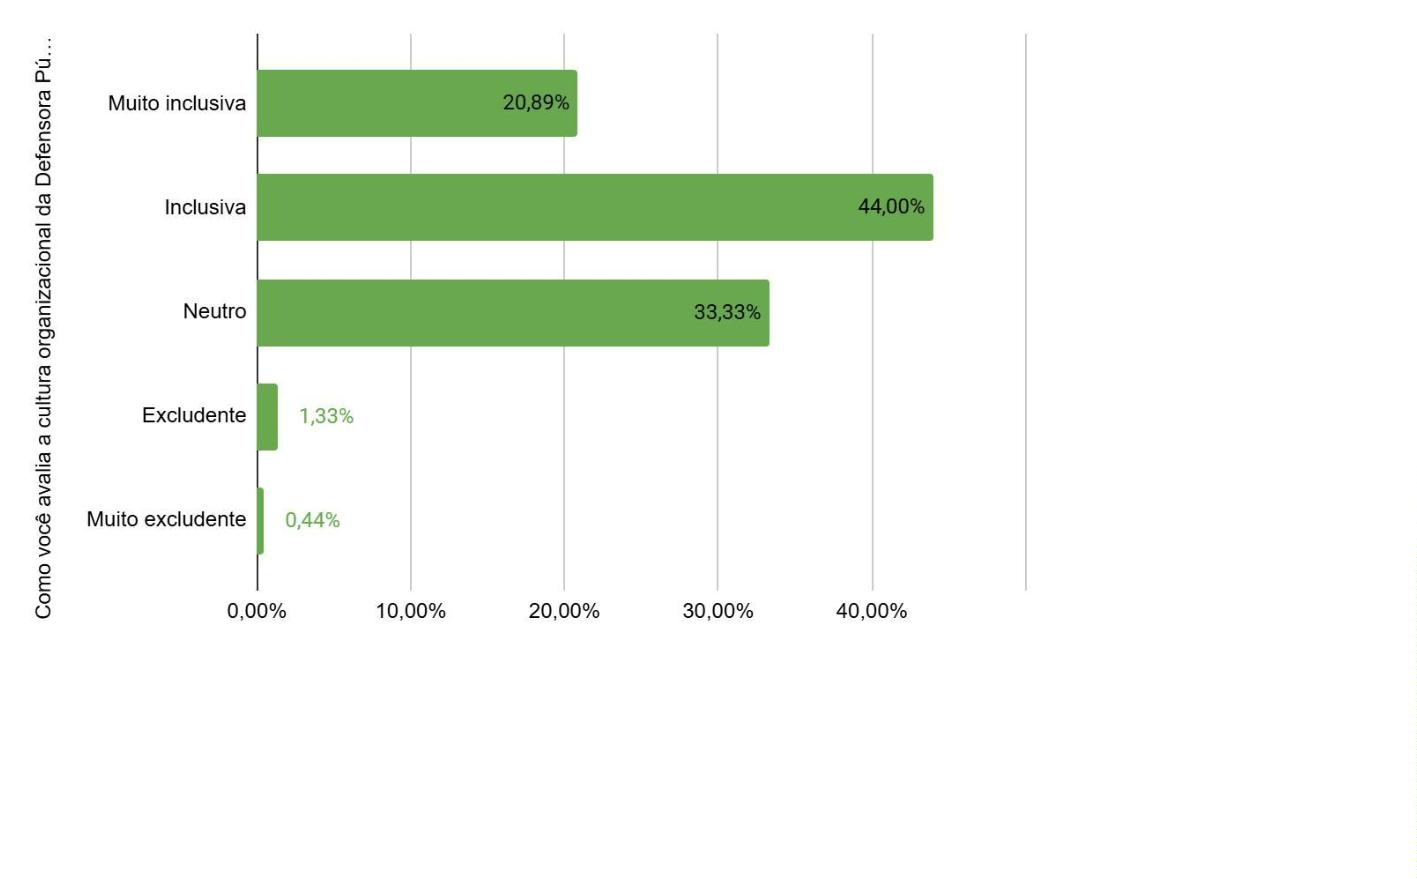 Como você avalia a cultura organizacional da Defensora Pú…
Muito inclusiva 20,89%
Inclusiva 44,00%
Neutro 33,33%
Excludente 1,33%
Muito excludente 0,44%
0,00% 10,00% 20,00% 30,00% 40,00%